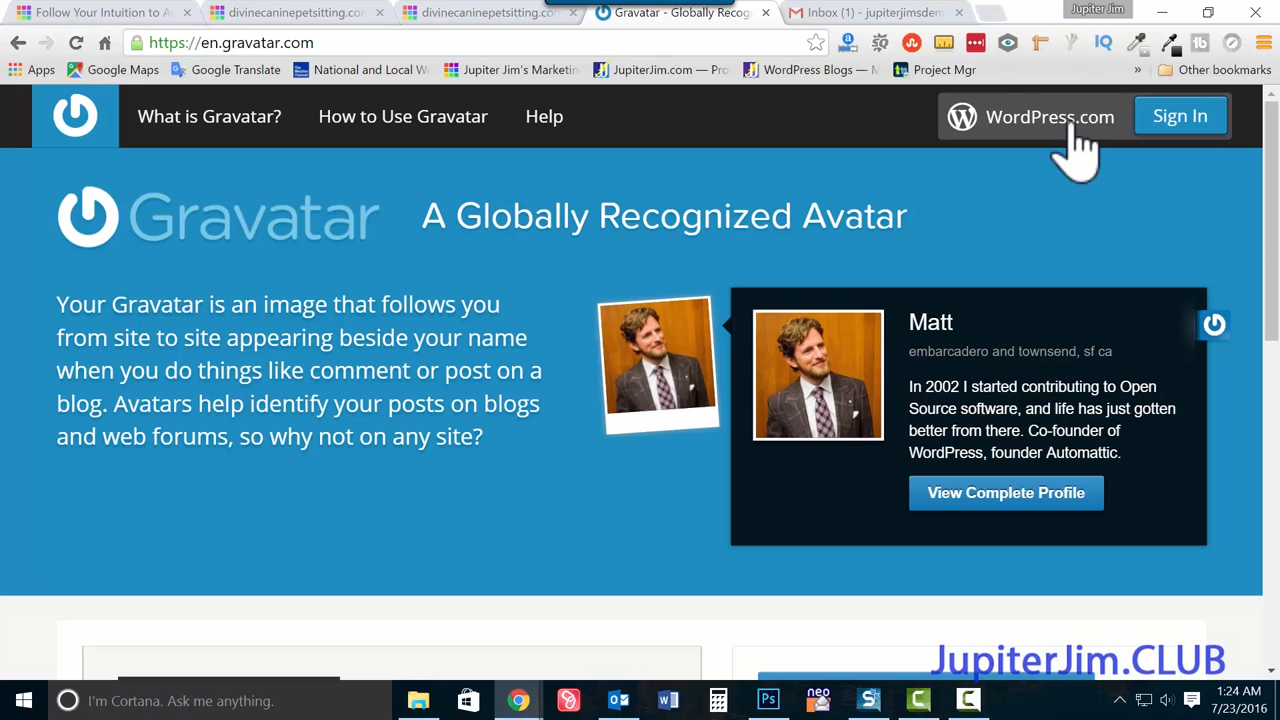 Follow Your Intuition to A
divinecaninepetsitting.con
divinecaninepetsitting.con
Gravatar - Globally Recog
Inbox (1) - jupiterjimsdem
Jupiter Jim
https://en.gravatar.com
Apps
Google Maps
Google Translate
National and Local W
Jupiter Jim's Marketin
JupiterJim.com — Pro
WordPress Blogs — M
Project Mgr
»
Other bookmarks
What is Gravatar?
How to Use Gravatar
Help
WordPress.com
Sign In
Gravatar
A Globally Recognized Avatar
Your Gravatar is an image that follows you
from site to site appearing beside your name
when you do things like comment or post on a
blog. Avatars help identify your posts on blogs
and web forums, so why not on any site?
Matt
embarcadero and townsend, sf ca
In 2002 I started contributing to Open
Source software, and life has just gotten
better from there. Co-founder of
WordPress, founder Automattic.
View Complete Profile
JupiterJim.CLUB
I'm Cortana. Ask me anything.
neo
1:24 AM
7/23/2016